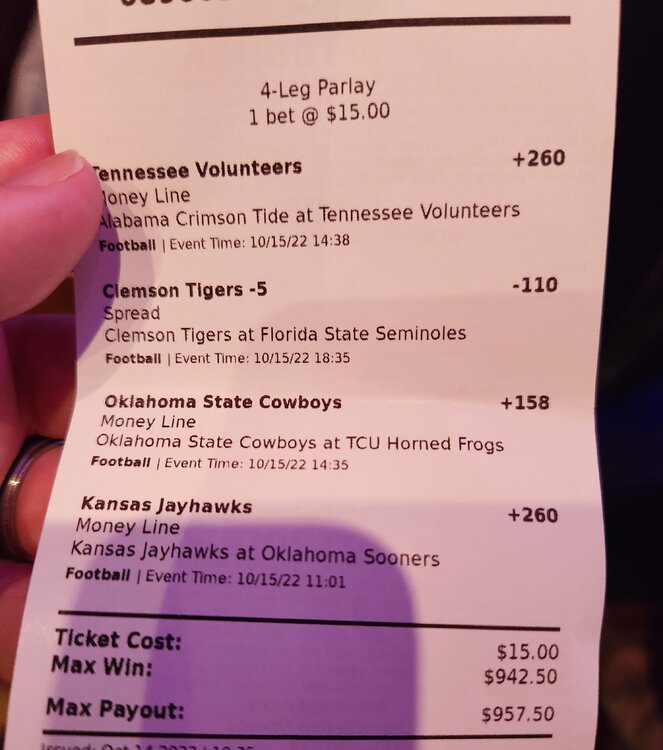 4-Leg Parlay
1 bet @ $15.00
Tennessee Volunteers +260
Money Line
Alabama Crimson Tide at Tennessee Volunteers
Football | Event Time: 10/15/22 14:38
Clemson Tigers -5 -110
Spread
Clemson Tigers at Florida State Seminoles
Football | Event Time: 10/15/22 18:35
Oklahoma State Cowboys +158
Money Line
Oklahoma State Cowboys at TCU Horned Frogs
Football | Event Time: 10/15/22 14:35
Kansas Jayhawks +260
Money Line
Kansas Jayhawks at Oklahoma Sooners
Football | Event Time: 10/15/22 11:01
Ticket Cost: $15.00
Max Win: $942.50
Max Payout: $957.50
Issued: Oct 14 2022